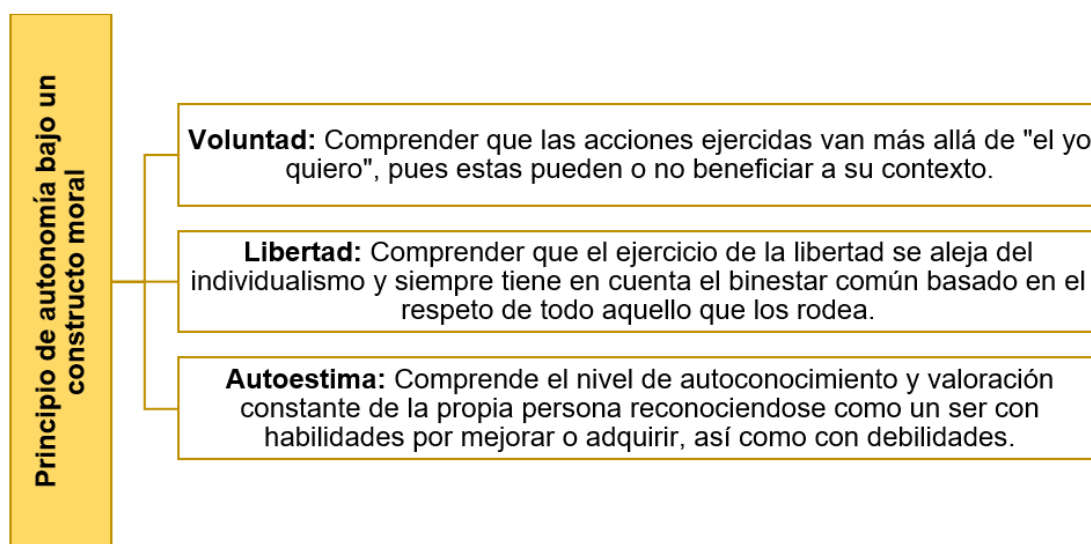 Principio de autonomía bajo un
constructo moral
Voluntad: Comprender que las acciones ejercidas van más allá de "el yo
quiero", pues estas pueden o no beneficiar a su contexto.
Libertad: Comprender que el ejercicio de la libertad se aleja del
individualismo y siempre tiene en cuenta el binestar común basado en el
respeto de todo aquello que los rodea.
Autoestima: Comprende el nivel de autoconocimiento y valoración
constante de la propia persona reconociendose como un ser con
habilidades por mejorar o adquirir, así como con debilidades.